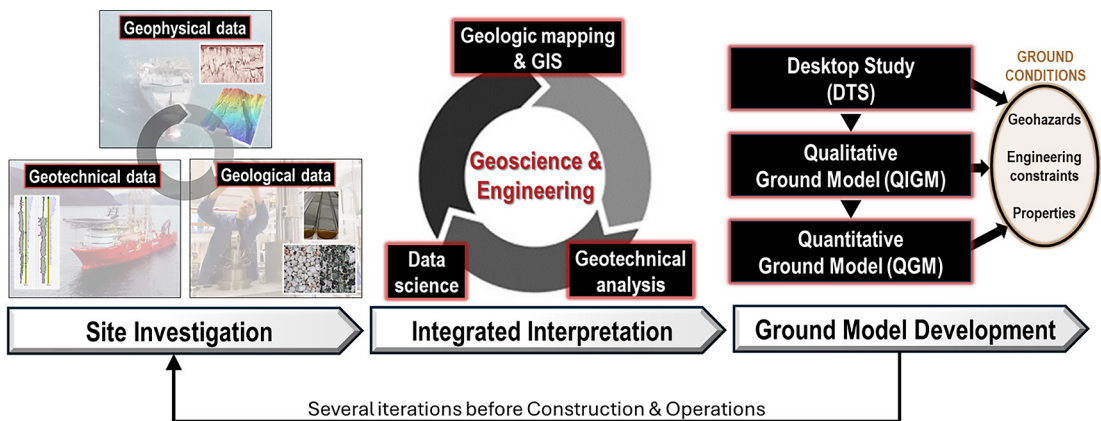 Geophysical data
Geotechnical data
Geological data
Site Investigation
Geologic mapping
& GIS
Geoscience &
Engineering
Data
science
Geotechnical
analysis
Integrated Interpretation
Desktop Study
(DTS)
Qualitative
Ground Model (QIGM)
Quantitative
Ground Model (QGM)
GROUND
CONDITIONS
Geohazards
Engineering
constraints
Properties
Ground Model Development
Several iterations before Construction & Operations